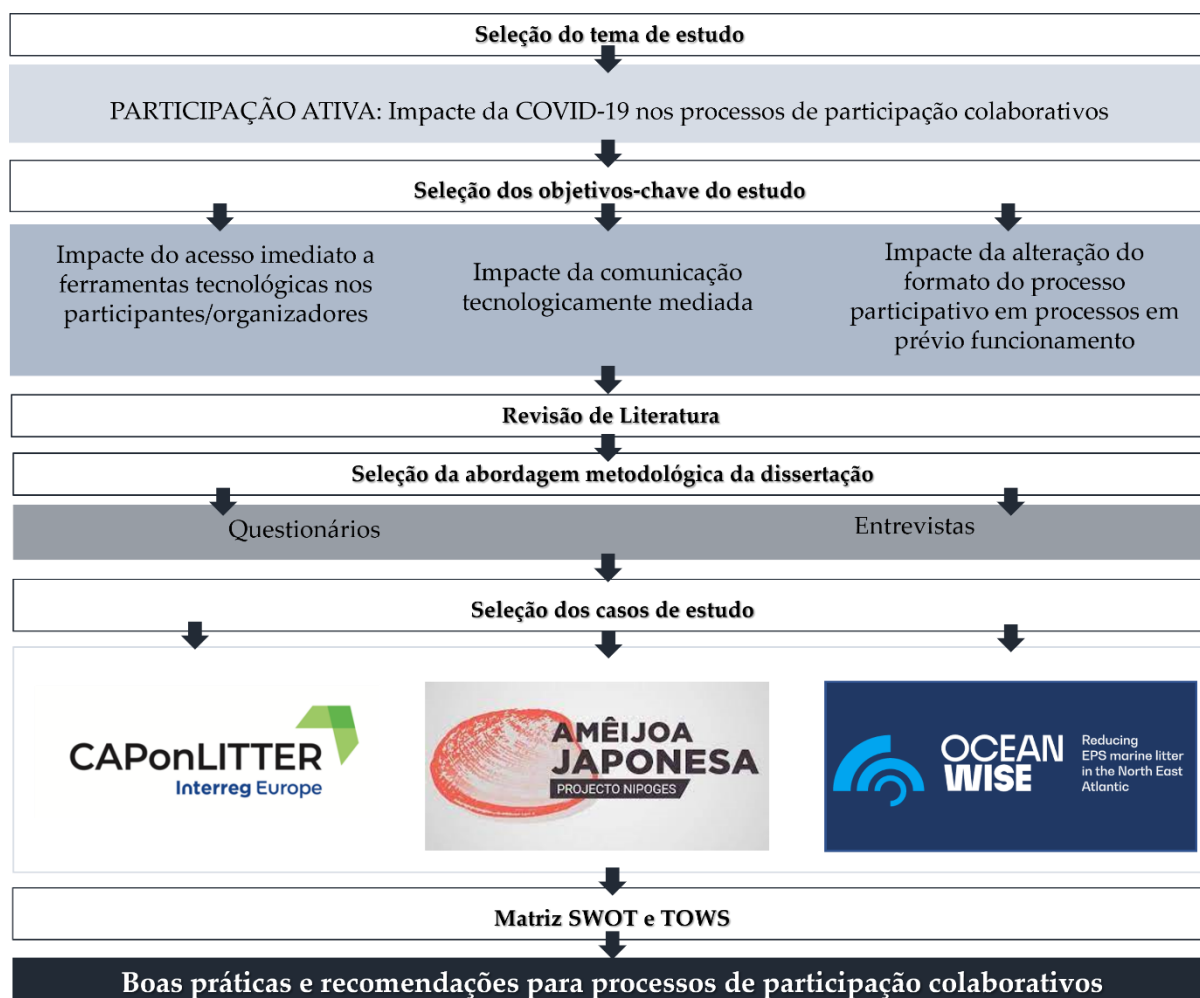 Seleção do tema de estudo
PARTICIPAÇÃO ATIVA: Impacte da COVID-19 nos processos de participação colaborativos
Seleção dos objetivos-chave do estudo
Impacte do acesso imediato a
ferramentas tecnológicas nos
participantes/organizadores
Impacte da comunicação
tecnologicamente mediada
Impacte da alteração do
formato do processo
participativo em processos em
prévio funcionamento
Revisão de Literatura
Seleção da abordagem metodológica da dissertação
Questionários
Entrevistas
Seleção dos casos de estudo
CAPonLITTER
Interreg Europe
AMÊIJOA
JAPONESA
PROJECTO NIPOGES
OCEAN
WISE
Reducing
EPS marine litter
in the North East
Atlantic
Matriz SWOT e TOWS
Boas práticas e recomendações para processos de participação colaborativos